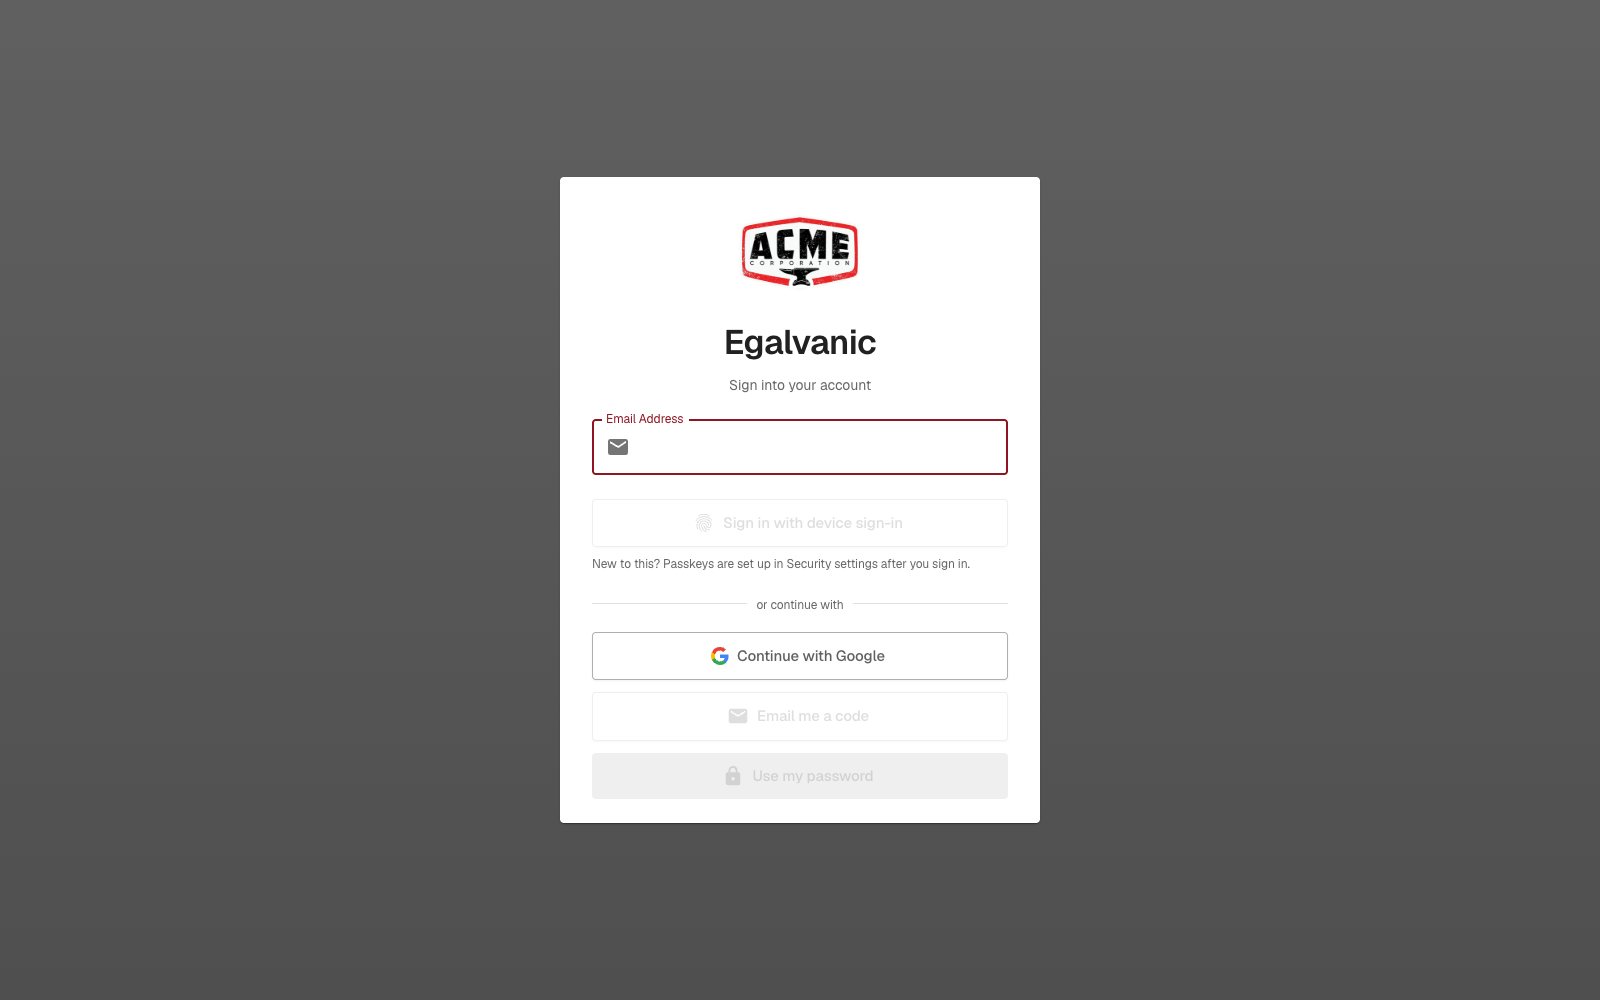 ACME
CORPORATION
Egalvanic
Sign into your account
Email Address
Sign in with device sign-in
New to this? Passkeys are set up in Security settings after you sign in.
or continue with
Continue with Google
Email me a code
Use my password